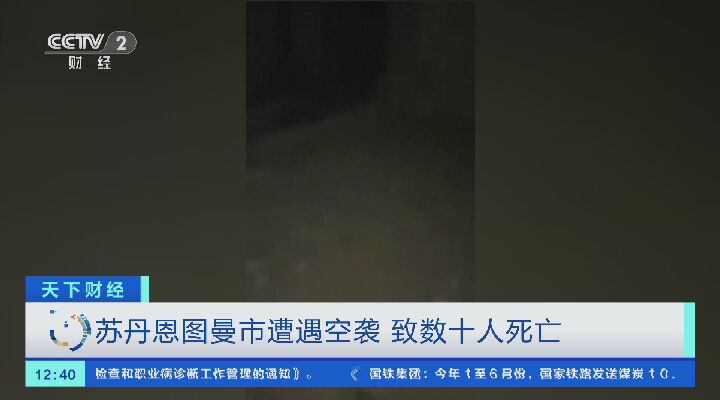 CCTV 2
财 经
天下财经
苏丹恩图曼市遭遇空袭 致数十人死亡
12:40 检查和职业病诊断工作管理的通知》。 《 国铁集团：今年1至6月份，国家铁路发送煤炭10.